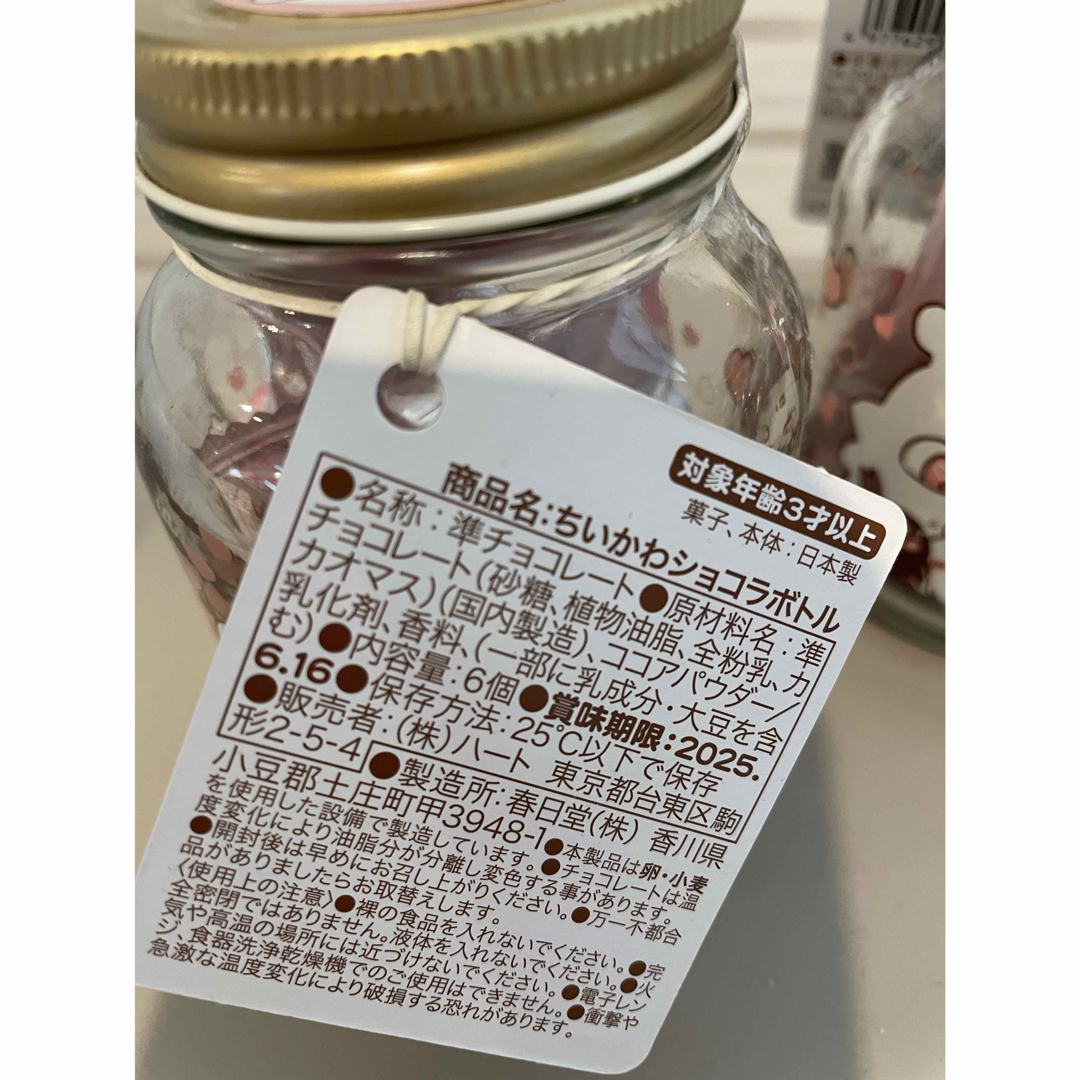 対象年齢3才以上
菓子、本体：日本製
商品名：ちいかわショコラボトル
●名称：準チョコレート●原材料名：準
チョコレート(砂糖、植物油脂、全粉乳、カ
カオマス)(国内製造)、ココアパウダー/
乳化剤、香料、(一部に乳成分・大豆を含
む)●内容量：6個●賞味期限：2025.
6.16●保存方法：25℃以下で保存
●販売者：(株)ハート 東京都台東区駒
形2-5-4●製造所：春日堂(株) 香川県
小豆郡土庄町甲3948-1●本製品は卵・小麦
を使用した設備で製造しています。●チョコレートは温
度変化により油脂分が分離し変色する事があります。
●開封後は早めにお召し上がりください。●万一不都合
品がありましたらお取替えします。
〈使用上の注意〉●裸の食品を入れないでください。●完
全密閉ではありません。液体を入れないでください。●火
気や高温の場所には近づけないでください。●電子レン
ジ、食器洗浄乾燥機でのご使用はできません。●衝撃や
急激な温度変化により破損する恐れがあります。